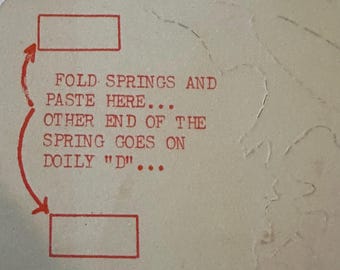 FOLD SPRINGS AND
PASTE HERE...
OTHER END OF THE
SPRING GOES ON
DOILY "D"...